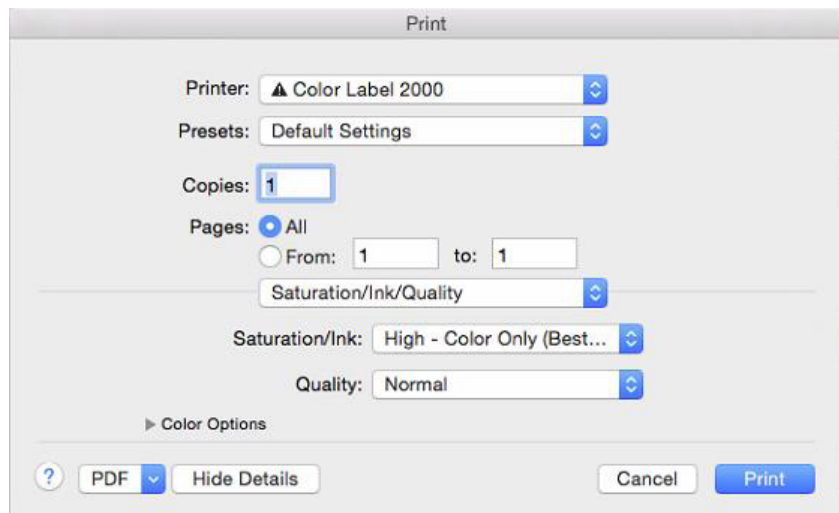 Print
Printer: ⚠ Color Label 2000
Presets: Default Settings
Copies: 1
Pages: All
From: 1 to: 1
Saturation/Ink/Quality
Saturation/Ink: High - Color Only (Best...
Quality: Normal
Color Options
? PDF Hide Details Cancel Print